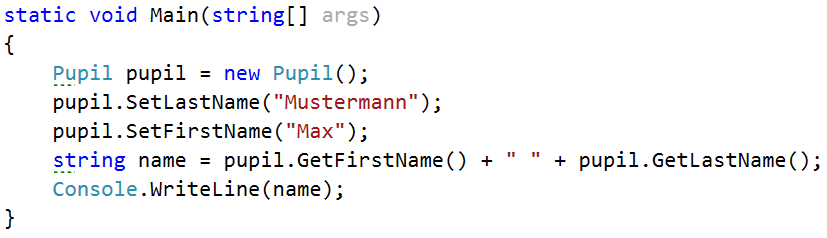 static void Main(string[] args)
{
    Pupil pupil = new Pupil();
    pupil.SetLastName("Mustermann");
    pupil.SetFirstName("Max");
    string name = pupil.GetFirstName() + " " + pupil.GetLastName();
    Console.WriteLine(name);
}